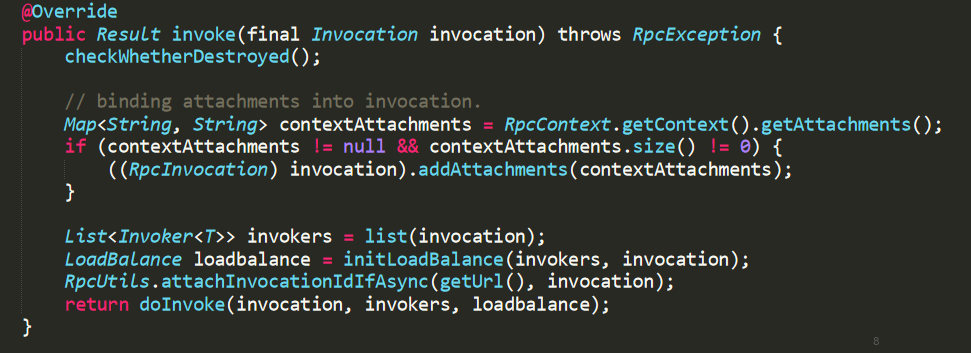 @Override
public Result invoke(final Invocation invocation) throws RpcException {
checkWhetherDestroyed();
// binding attachments into invocation.
Map<String, String> contextAttachments = RpcContext.getContext().getAttachments();
if (contextAttachments != null && contextAttachments.size() != 0) {
((RpcInvocation) invocation).addAttachments(contextAttachments);
}
List<Invoker<T>> invokers = list(invocation);
LoadBalance loadbalance = initLoadBalance(invokers, invocation);
RpcUtils.attachInvocationIdIfAsync(getUrl(), invocation);
return doInvoke(invocation, invokers, loadbalance);
}
8